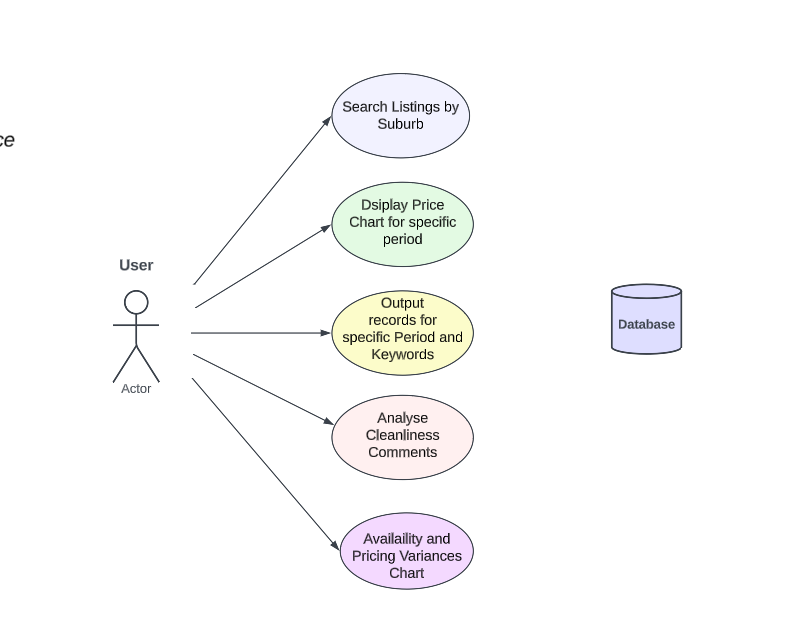 ce
Search Listings by
Suburb
Dsiplay Price
Chart for specific
period
User
Actor
Output
records for
specific Period and
Keywords
Database
Analyse
Cleanliness
Comments
Availaility and
Pricing Variances
Chart